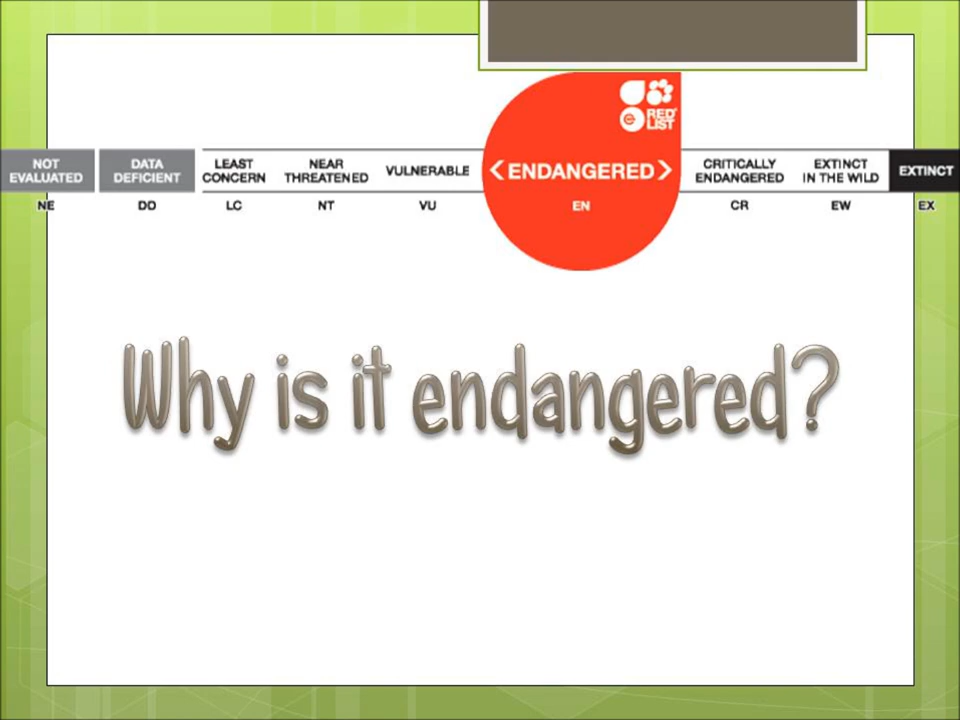 RED
LIST
NOT
EVALUATED
DATA
DEFICIENT
LEAST
CONCERN
NEAR
THREATENED
VULNERABLE
<ENDANGERED>
CRITICALLY
ENDANGERED
EXTINCT
IN THE WILD
EXTINCT
NE
DD
LC
NT
VU
EN
CR
EW
EX
Why is it endangered?